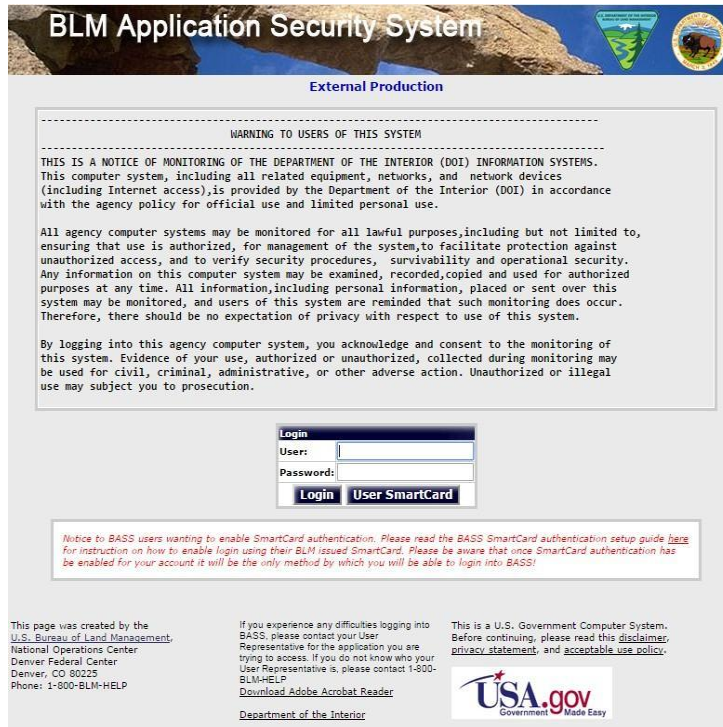 BLM Application Security System
U.S. DEPARTMENT OF THE INTERIOR
BUREAU OF LAND MANAGEMENT
External Production
--------------------------------------------------------------------------------------------
WARNING TO USERS OF THIS SYSTEM
--------------------------------------------------------------------------------------------
THIS IS A NOTICE OF MONITORING OF THE DEPARTMENT OF THE INTERIOR (DOI) INFORMATION SYSTEMS.
This computer system, including all related equipment, networks, and network devices
(including Internet access),is provided by the Department of the Interior (DOI) in accordance
with the agency policy for official use and limited personal use.
All agency computer systems may be monitored for all lawful purposes,including but not limited to,
ensuring that use is authorized, for management of the system,to facilitate protection against
unauthorized access, and to verify security procedures, survivability and operational security.
Any information on this computer system may be examined, recorded,copied and used for authorized
purposes at any time. All information,including personal information, placed or sent over this
system may be monitored, and users of this system are reminded that such monitoring does occur.
Therefore, there should be no expectation of privacy with respect to use of this system.
By logging into this agency computer system, you acknowledge and consent to the monitoring of
this system. Evidence of your use, authorized or unauthorized, collected during monitoring may
be used for civil, criminal, administrative, or other adverse action. Unauthorized or illegal
use may subject you to prosecution.
Login
User:
Password:
Login User SmartCard
Notice to BASS users wanting to enable SmartCard authentication. Please read the BASS SmartCard authentication setup guide here
for instruction on how to enable login using their BLM issued SmartCard. Please be aware that once SmartCard authentication has
be enabled for your account it will be the only method by which you will be able to login into BASS!
This page was created by the
U.S. Bureau of Land Management,
National Operations Center
Denver Federal Center
Denver, CO 80225
Phone: 1-800-BLM-HELP
If you experience any difficulties logging into
BASS, please contact your User
Representative for the application you are
trying to access. If you do not know who your
User Representative is, please contact 1-800-
BLM-HELP
Download Adobe Acrobat Reader
Department of the Interior
This is a U.S. Government Computer System.
Before continuing, please read this disclaimer,
privacy statement, and acceptable use policy.
USA.gov
Government Made Easy